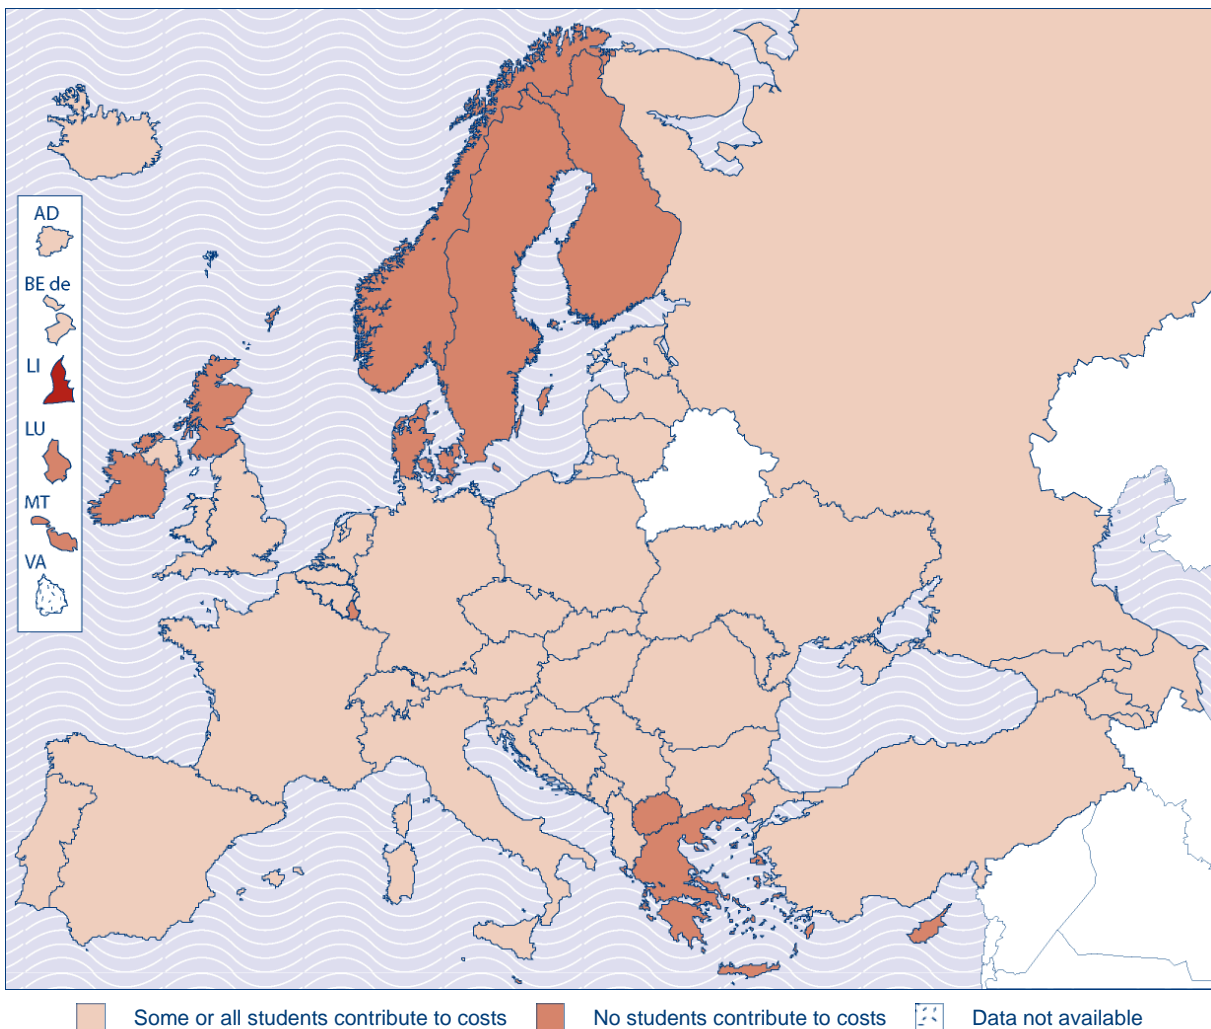 AD
BE de
LI
LU
MT
VA
Some or all students contribute to costs No students contribute to costs Data not available